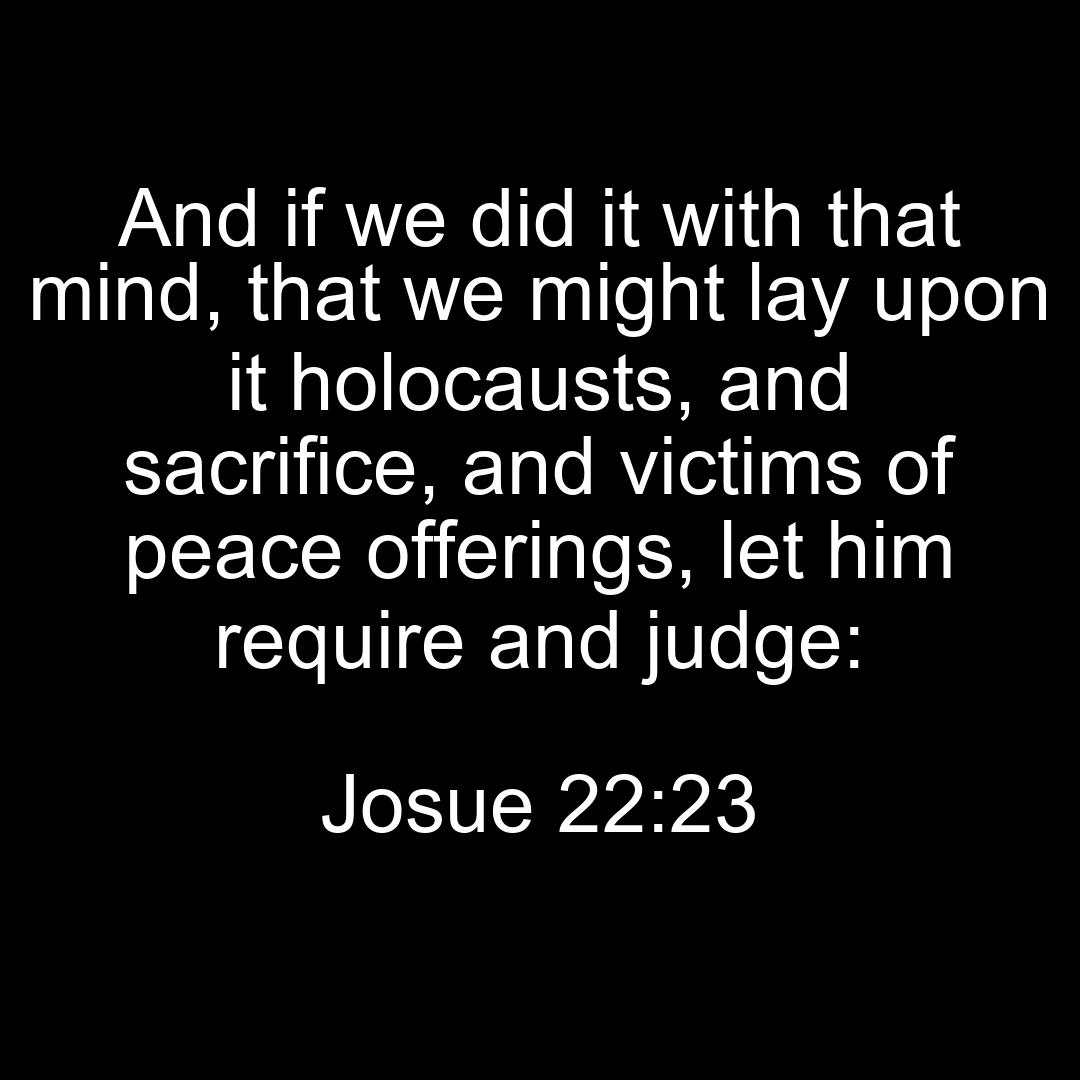 And if we did it with that
mind, that we might lay upon
it holocausts, and
sacrifice, and victims of
peace offerings, let him
require and judge:
Josue 22:23